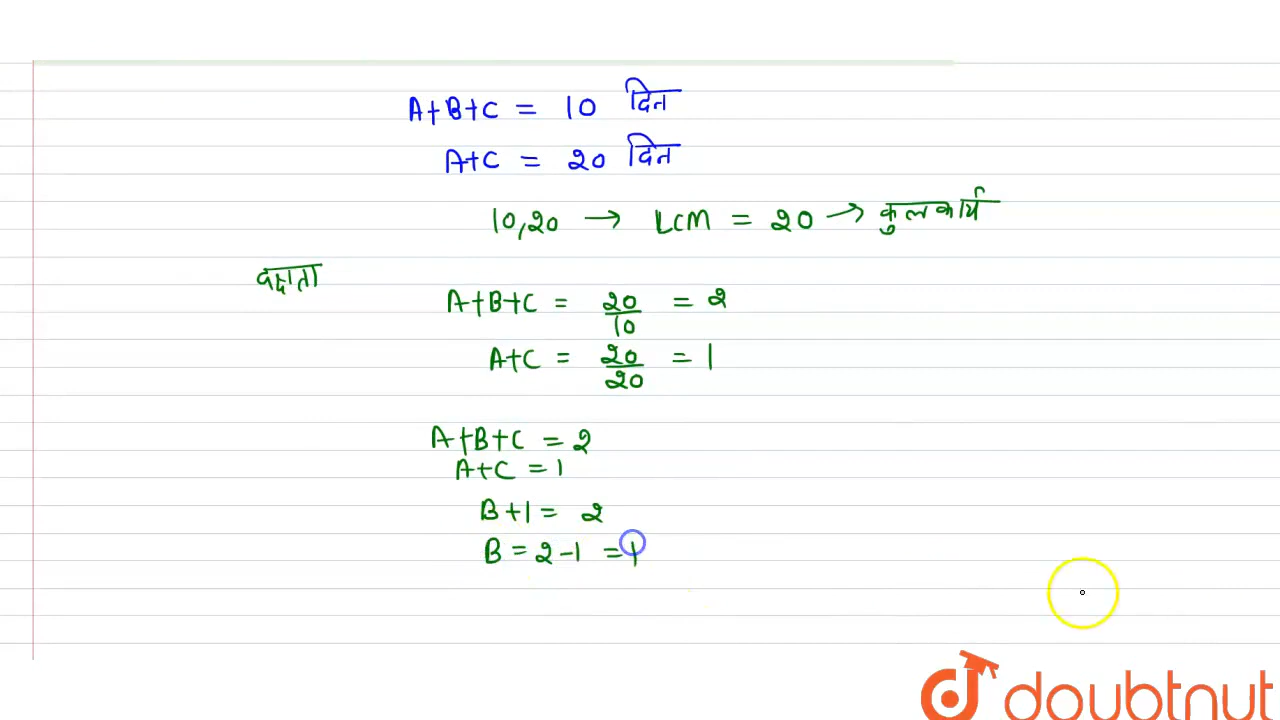 A+B+C = 10 दिन
A+C = 20 दिन
10,20 → LCM = 20 → कुलकार्य
दक्षता
A+B+C = 20/10 = 2
A+C = 20/20 = 1
A+B+C = 2
A+C = 1
B+1 = 2
B = 2-1 = 1
doubtnut